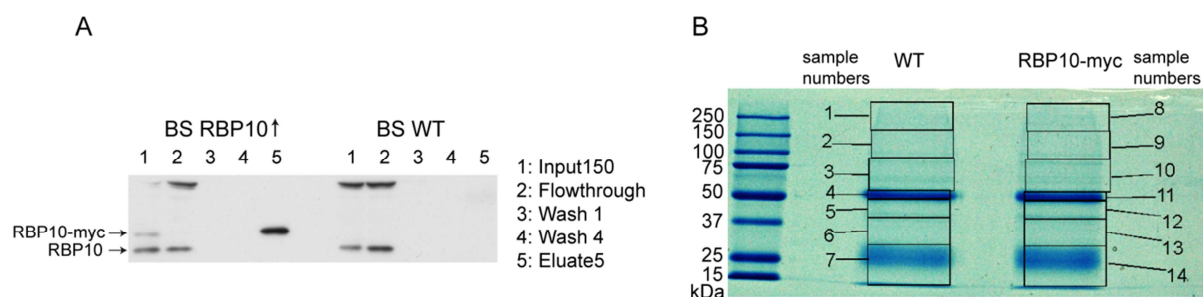 A
BS RBP10↑ BS WT
1 2 3 4 5 1 2 3 4 5
RBP10-myc
RBP10
1: Input150
2: Flowthrough
3: Wash 1
4: Wash 4
5: Eluate5
B
sample numbers WT RBP10-myc sample numbers
250
150
100
75
50
37
25
15
kDa
1
2
3
4
5
6
7
8
9
10
11
12
13
14